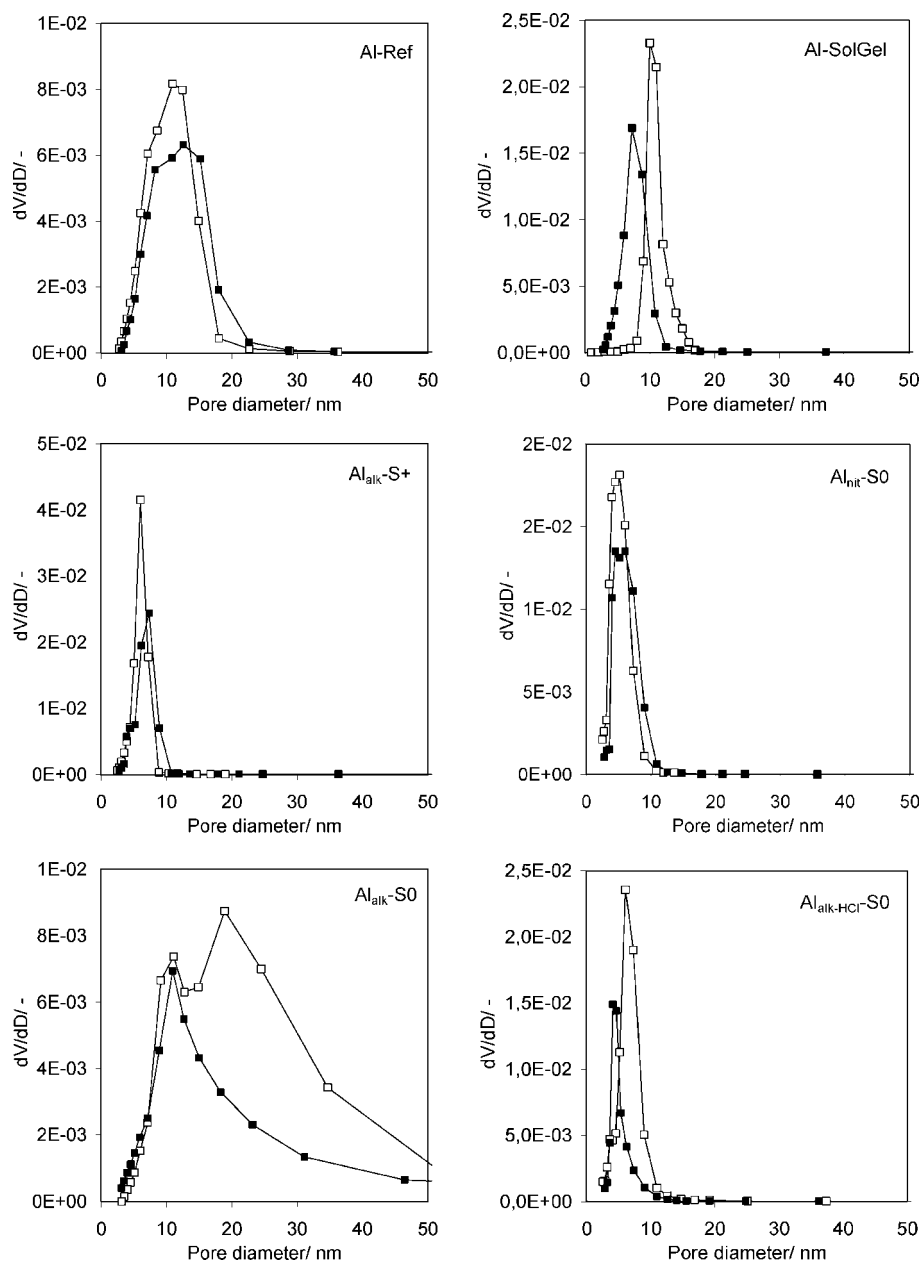 1E-02
8E-03
6E-03
4E-03
2E-03
0E+00
dV/dD/ -
Al-Ref
0 10 20 30 40 50
Pore diameter/ nm
2,5E-02
2,0E-02
1,5E-02
1,0E-02
5,0E-03
0,0E+00
dV/dD/ -
Al-SolGel
0 10 20 30 40 50
Pore diameter/ nm
5E-02
4E-02
3E-02
2E-02
1E-02
0E+00
dV/dD/ -
Al_alk-S+
0 10 20 30 40 50
Pore diameter/ nm
2E-02
2E-02
1E-02
5E-03
0E+00
dV/dD/ -
Al_nit-S0
0 10 20 30 40 50
Pore diameter/ nm
1E-02
8E-03
6E-03
4E-03
2E-03
0E+00
dV/dD/ -
Al_alk-S0
0 10 20 30 40 50
Pore diameter/ nm
2,5E-02
2,0E-02
1,5E-02
1,0E-02
5,0E-03
0,0E+00
dV/dD/ -
Al_alk-HCl-S0
0 10 20 30 40 50
Pore diameter/ nm